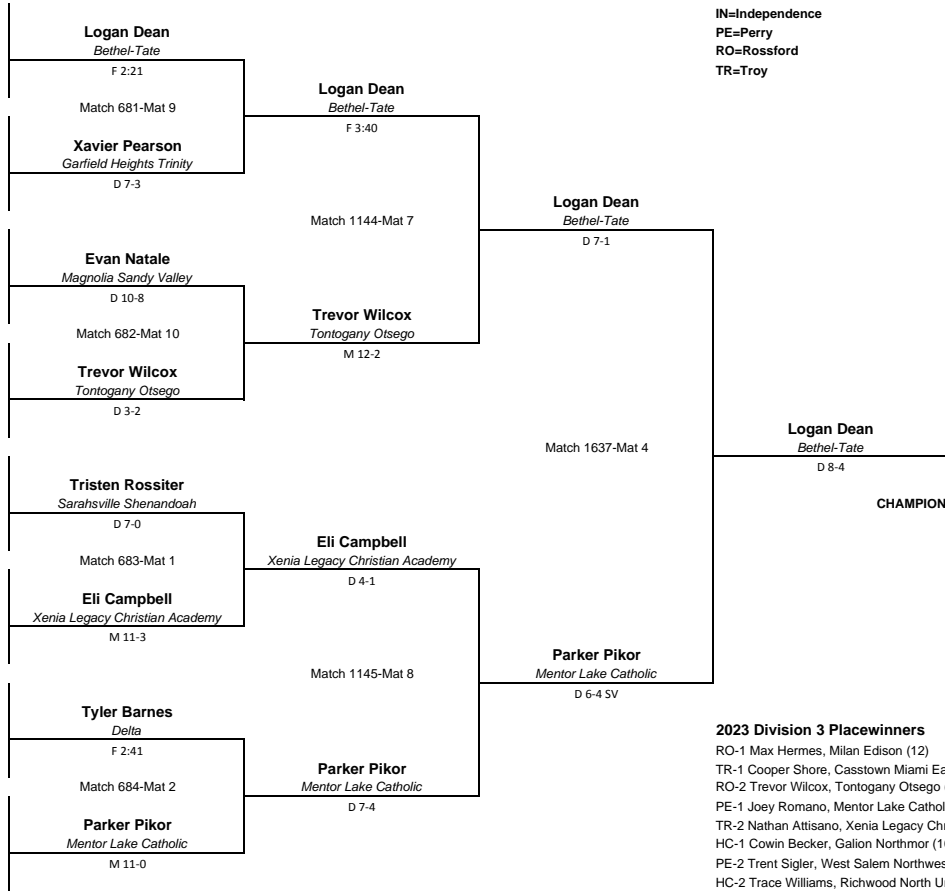 IN=Independence
PE=Perry
RO=Rossford
TR=Troy
Logan Dean
Bethel-Tate
F 2:21
Match 681-Mat 9
Xavier Pearson
Garfield Heights Trinity
D 7-3
Logan Dean
Bethel-Tate
F 3:40
Match 1144-Mat 7
Evan Natale
Magnolia Sandy Valley
D 10-8
Match 682-Mat 10
Trevor Wilcox
Tontogany Otsego
D 3-2
Trevor Wilcox
Tontogany Otsego
M 12-2
Logan Dean
Bethel-Tate
D 7-1
Match 1637-Mat 4
Tristen Rossiter
Sarahsville Shenandoah
D 7-0
Match 683-Mat 1
Eli Campbell
Xenia Legacy Christian Academy
M 11-3
Eli Campbell
Xenia Legacy Christian Academy
D 4-1
Match 1145-Mat 8
Tyler Barnes
Delta
F 2:41
Match 684-Mat 2
Parker Pikor
Mentor Lake Catholic
M 11-0
Parker Pikor
Mentor Lake Catholic
D 7-4
Parker Pikor
Mentor Lake Catholic
D 6-4 SV
Logan Dean
Bethel-Tate
D 8-4
CHAMPION
2023 Division 3 Placewinners
RO-1 Max Hermes, Milan Edison (12)
TR-1 Cooper Shore, Casstown Miami Ea
RO-2 Trevor Wilcox, Tontogany Otsego
PE-1 Joey Romano, Mentor Lake Cathol
TR-2 Nathan Attisano, Xenia Legacy Chr
HC-1 Cowin Becker, Galion Northmor (1
PE-2 Trent Sigler, West Salem Northwes
HC-2 Trace Williams, Richwood North U